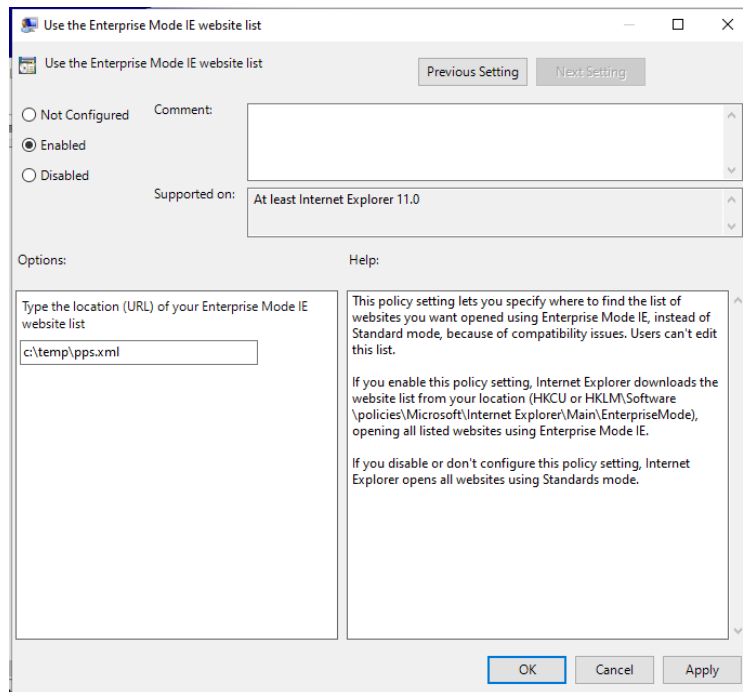 Use the Enterprise Mode IE website list
Use the Enterprise Mode IE website list
Previous Setting
Next Setting
Not Configured
Enabled
Disabled
Comment:
Supported on:
At least Internet Explorer 11.0
Options:
Help:
Type the location (URL) of your Enterprise Mode IE
website list
c:\temp\pps.xml
This policy setting lets you specify where to find the list of
websites you want opened using Enterprise Mode IE, instead of
Standard mode, because of compatibility issues. Users can't edit
this list.
If you enable this policy setting, Internet Explorer downloads the
website list from your location (HKCU or HKLM\Software
\policies\Microsoft\Internet Explorer\Main\EnterpriseMode),
opening all listed websites using Enterprise Mode IE.
If you disable or don't configure this policy setting, Internet
Explorer opens all websites using Standards mode.
OK
Cancel
Apply